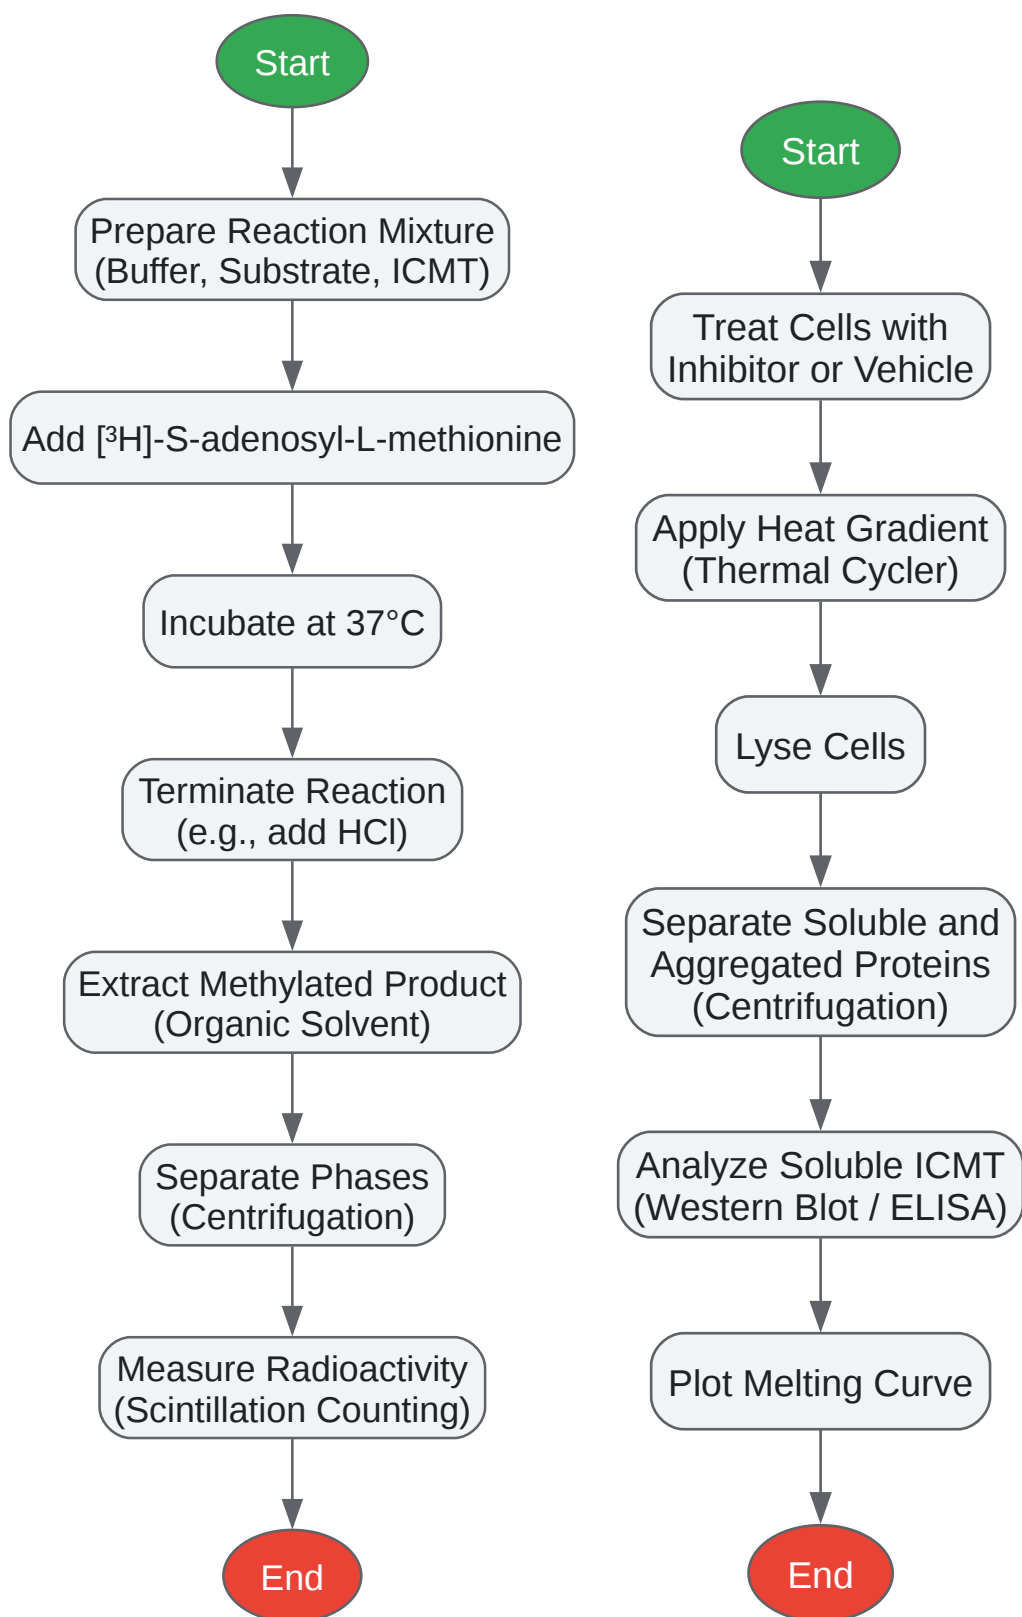 Start
Prepare Reaction Mixture
(Buffer, Substrate, ICMT)
Add [³H]-S-adenosyl-L-methionine
Incubate at 37°C
Terminate Reaction
(e.g., add HCl)
Extract Methylated Product
(Organic Solvent)
Separate Phases
(Centrifugation)
Measure Radioactivity
(Scintillation Counting)
End
Start
Treat Cells with
Inhibitor or Vehicle
Apply Heat Gradient
(Thermal Cycler)
Lyse Cells
Separate Soluble and
Aggregated Proteins
(Centrifugation)
Analyze Soluble ICMT
(Western Blot / ELISA)
Plot Melting Curve
End